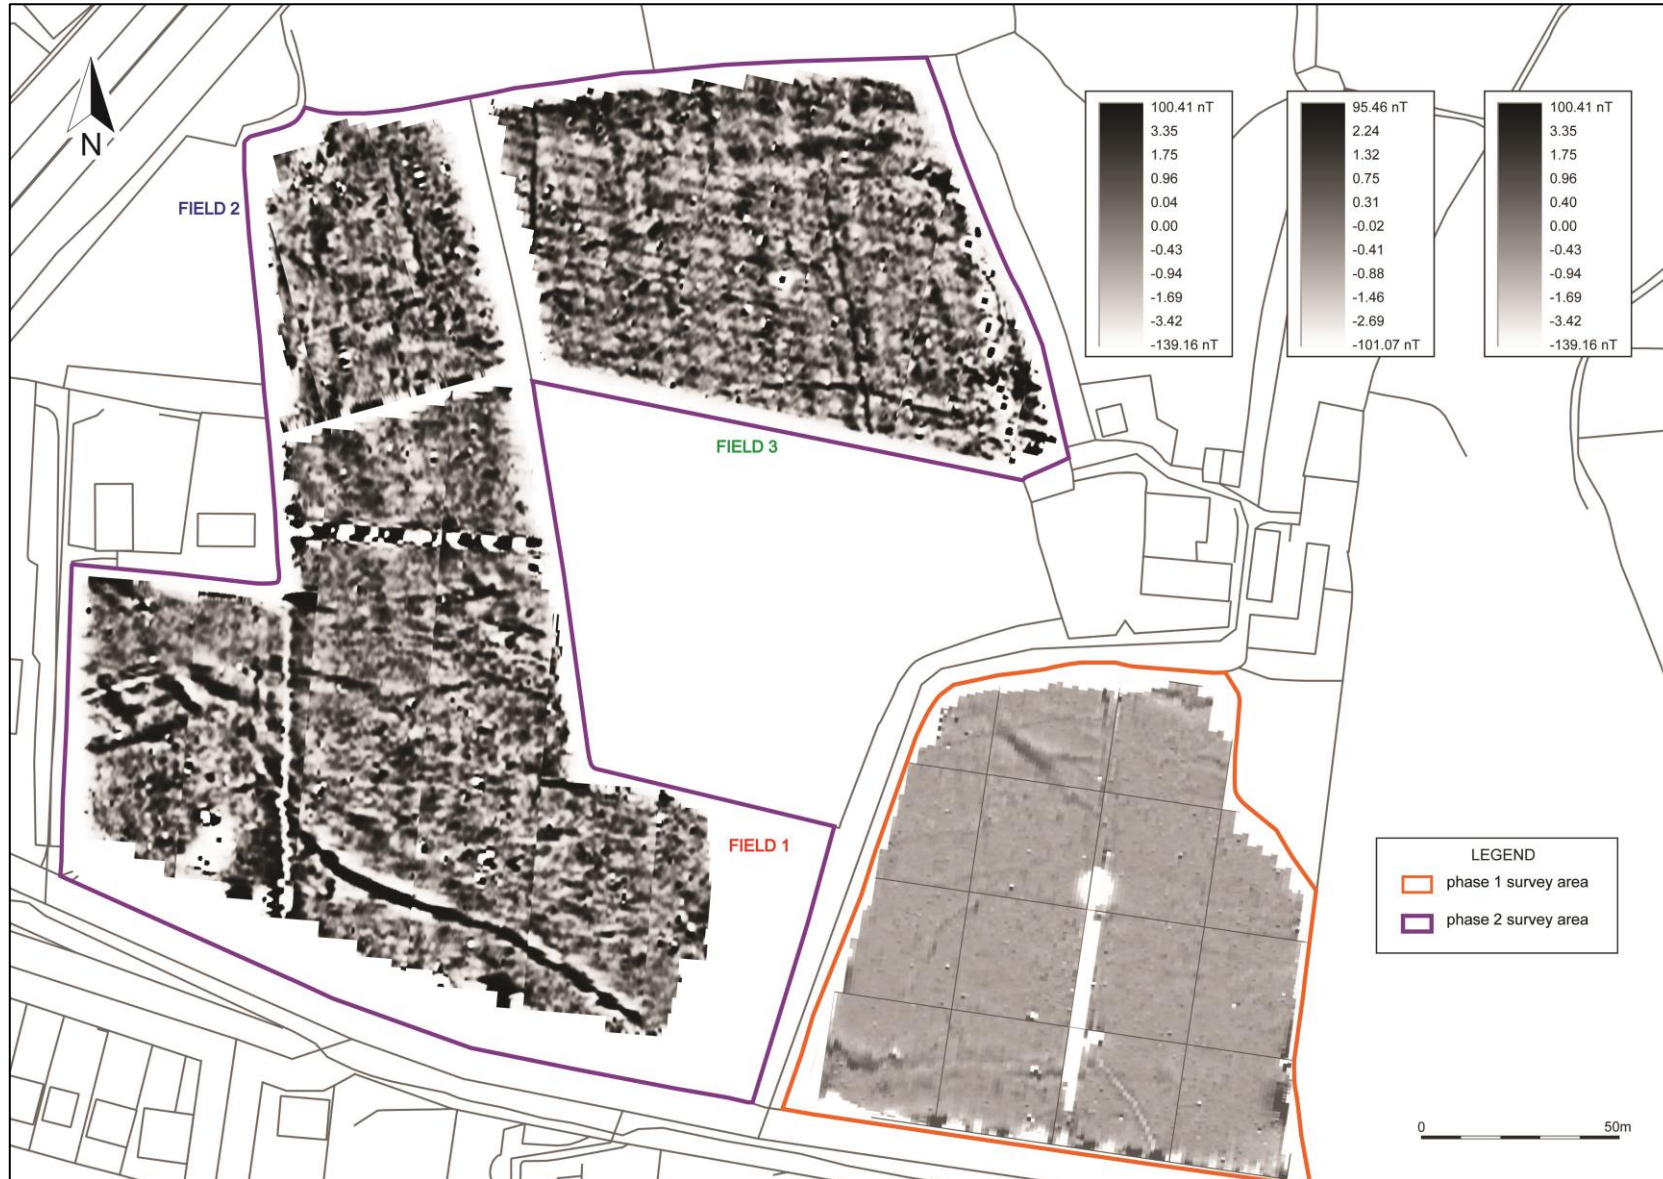 N
FIELD 2
FIELD 3
FIELD 1
100.41 nT
3.35
1.75
0.96
0.04
0.00
-0.43
-0.94
-1.69
-3.42
-139.16 nT
95.46 nT
2.24
1.32
0.75
0.31
-0.02
-0.41
-0.88
-1.46
-2.69
-101.07 nT
100.41 nT
3.35
1.75
0.96
0.40
0.00
-0.43
-0.94
-1.69
-3.42
-139.16 nT
LEGEND
phase 1 survey area
phase 2 survey area
0 50m